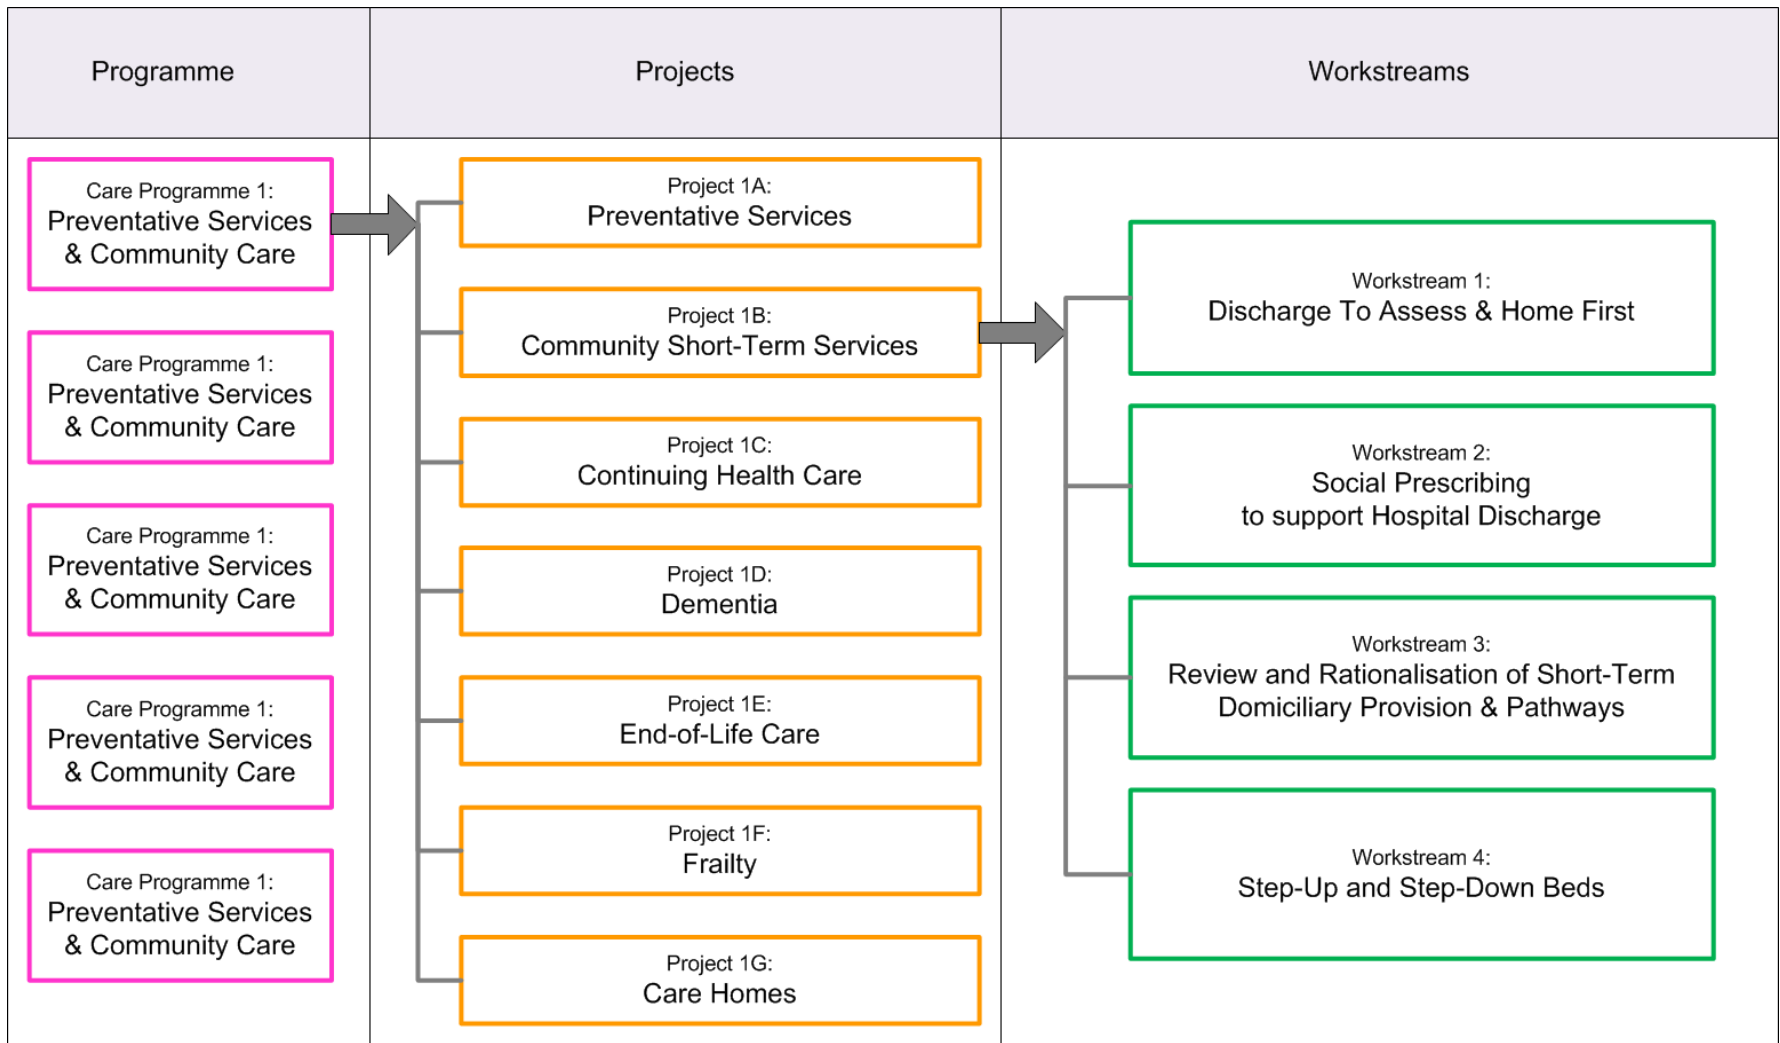 Programme
Projects
Workstreams
Care Programme 1:
Preventative Services
& Community Care
Care Programme 1:
Preventative Services
& Community Care
Care Programme 1:
Preventative Services
& Community Care
Care Programme 1:
Preventative Services
& Community Care
Care Programme 1:
Preventative Services
& Community Care
Project 1A:
Preventative Services
Project 1B:
Community Short-Term Services
Project 1C:
Continuing Health Care
Project 1D:
Dementia
Project 1E:
End-of-Life Care
Project 1F:
Frailty
Project 1G:
Care Homes
Workstream 1:
Discharge To Assess & Home First
Workstream 2:
Social Prescribing
to support Hospital Discharge
Workstream 3:
Review and Rationalisation of Short-Term
Domiciliary Provision & Pathways
Workstream 4:
Step-Up and Step-Down Beds